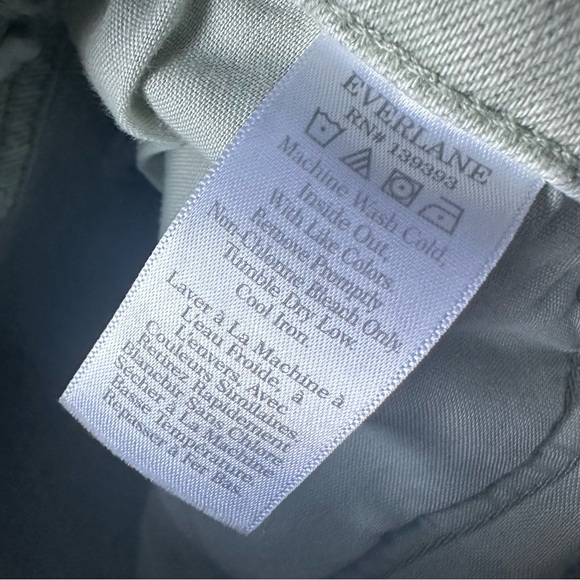 EVERLANE
RN# 139393
Machine Wash Cold,
Inside Out,
With Like Colors,
Remove Promptly
Non-Chlorine Bleach Only
Tumble Dry Low
Cool Iron
Laver à La Machine à
L'eau Froide, à
L'envers, Avec
Couleurs Similaires,
Retirez Rapidement
Blanchir Sans Chlore
Sécher à La Machine
Basse Température
Repasser à Fer Bas.